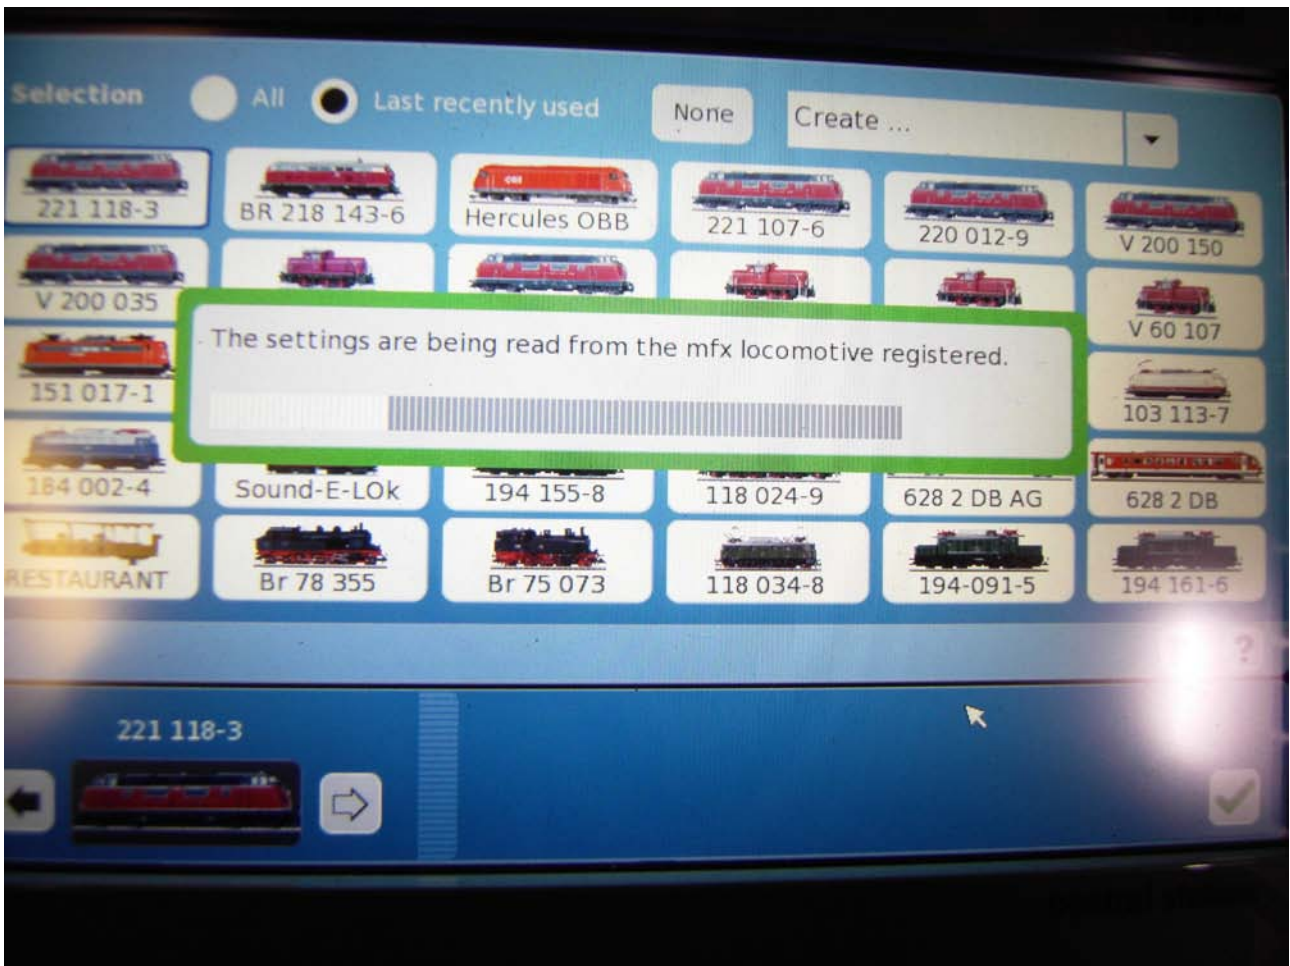 Selection
All
Last recently used
None
Create ...
221 118-3
BR 218 143-6
Hercules OBB
221 107-6
220 012-9
V 200 150
V 200 035
V 60 107
The settings are being read from the mfx locomotive registered.
151 017-1
103 113-7
184 002-4
Sound-E-LOk
194 155-8
118 024-9
628 2 DB AG
628 2 DB
RESTAURANT
Br 78 355
Br 75 073
118 034-8
194-091-5
194 161-6
?
221 118-3